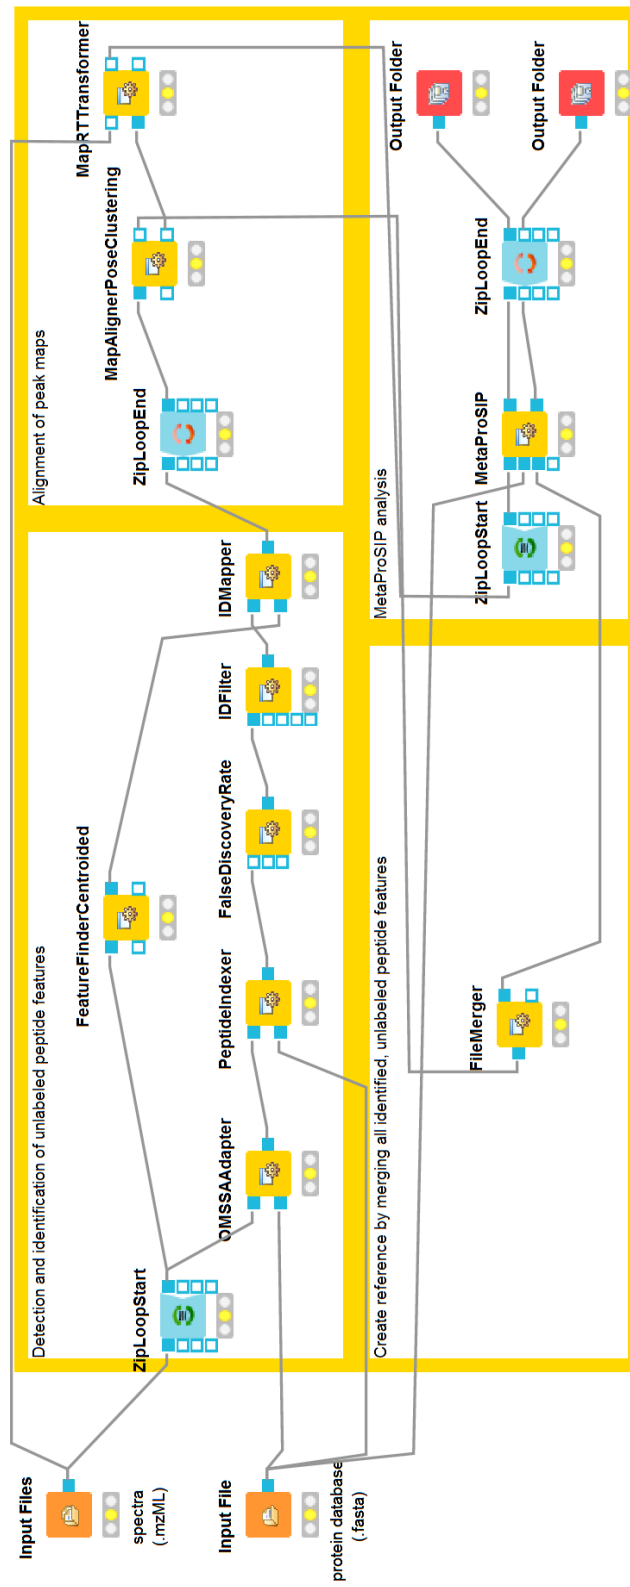 Input Files
spectra
(.mzML)
Input File
protein database
(.fasta)
Detection and identification of unlabeled peptide features
ZipLoopStart
FeatureFinderCentroided
OMSSAAdapter
PeptideIndexer
FalseDiscoveryRate
IDFilter
IDMapper
Alignment of peak maps
ZipLoopEnd
MapAlignerPoseClustering
MapRTTransformer
Create reference by merging all identified, unlabeled peptide features
FileMerger
MetaProSIP analysis
ZipLoopStart
MetaProSIP
ZipLoopEnd
Output Folder
Output Folder